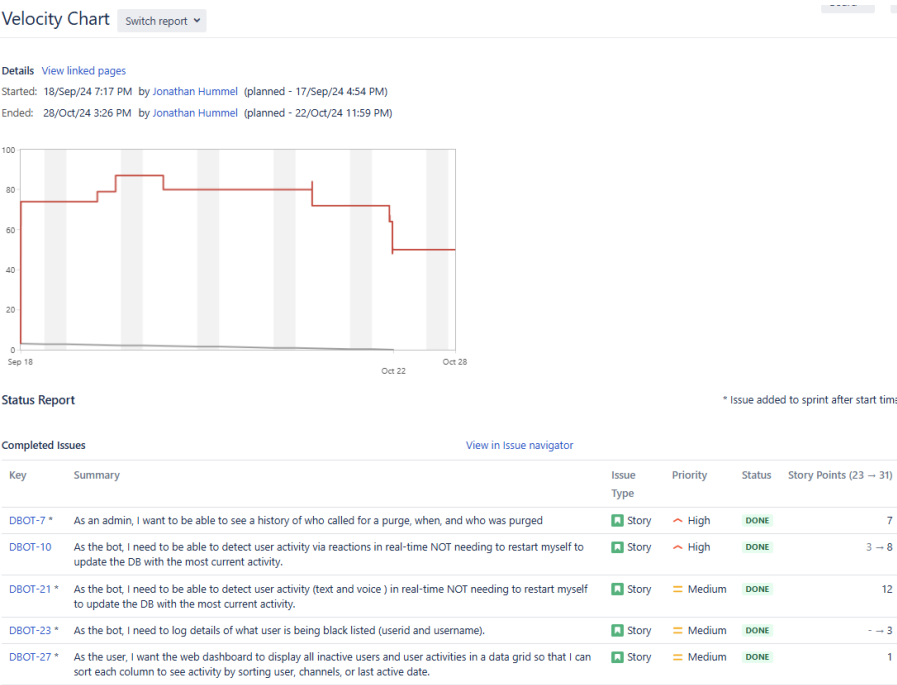 Velocity Chart Switch report
Details View linked pages
Started: 18/Sep/24 7:17 PM by Jonathan Hummel (planned - 17/Sep/24 4:54 PM)
Ended: 28/Oct/24 3:26 PM by Jonathan Hummel (planned - 22/Oct/24 11:59 PM)
100
80
60
40
20
0
Sep 18 Oct 28
Oct 22
Status Report * Issue added to sprint after start time
Completed Issues View in Issue navigator
Key Summary Issue Priority Status Story Points (23 → 31)
Type
DBOT-7 * As an admin, I want to be able to see a history of who called for a purge, when, and who was purged Story High DONE 7
DBOT-10 As the bot, I need to be able to detect user activity via reactions in real-time NOT needing to restart myself to Story High DONE 3 → 8
update the DB with the most current activity.
DBOT-21 * As the bot, I need to be able to detect user activity (text and voice ) in real-time NOT needing to restart myself Story Medium DONE 12
to update the DB with the most current activity.
DBOT-23 * As the bot, I need to log details of what user is being black listed (userid and username). Story Medium DONE - → 3
DBOT-27 * As the user, I want the web dashboard to display all inactive users and user activities in a data grid so that I can Story Medium DONE 1
sort each column to see activity by sorting user, channels, or last active date.